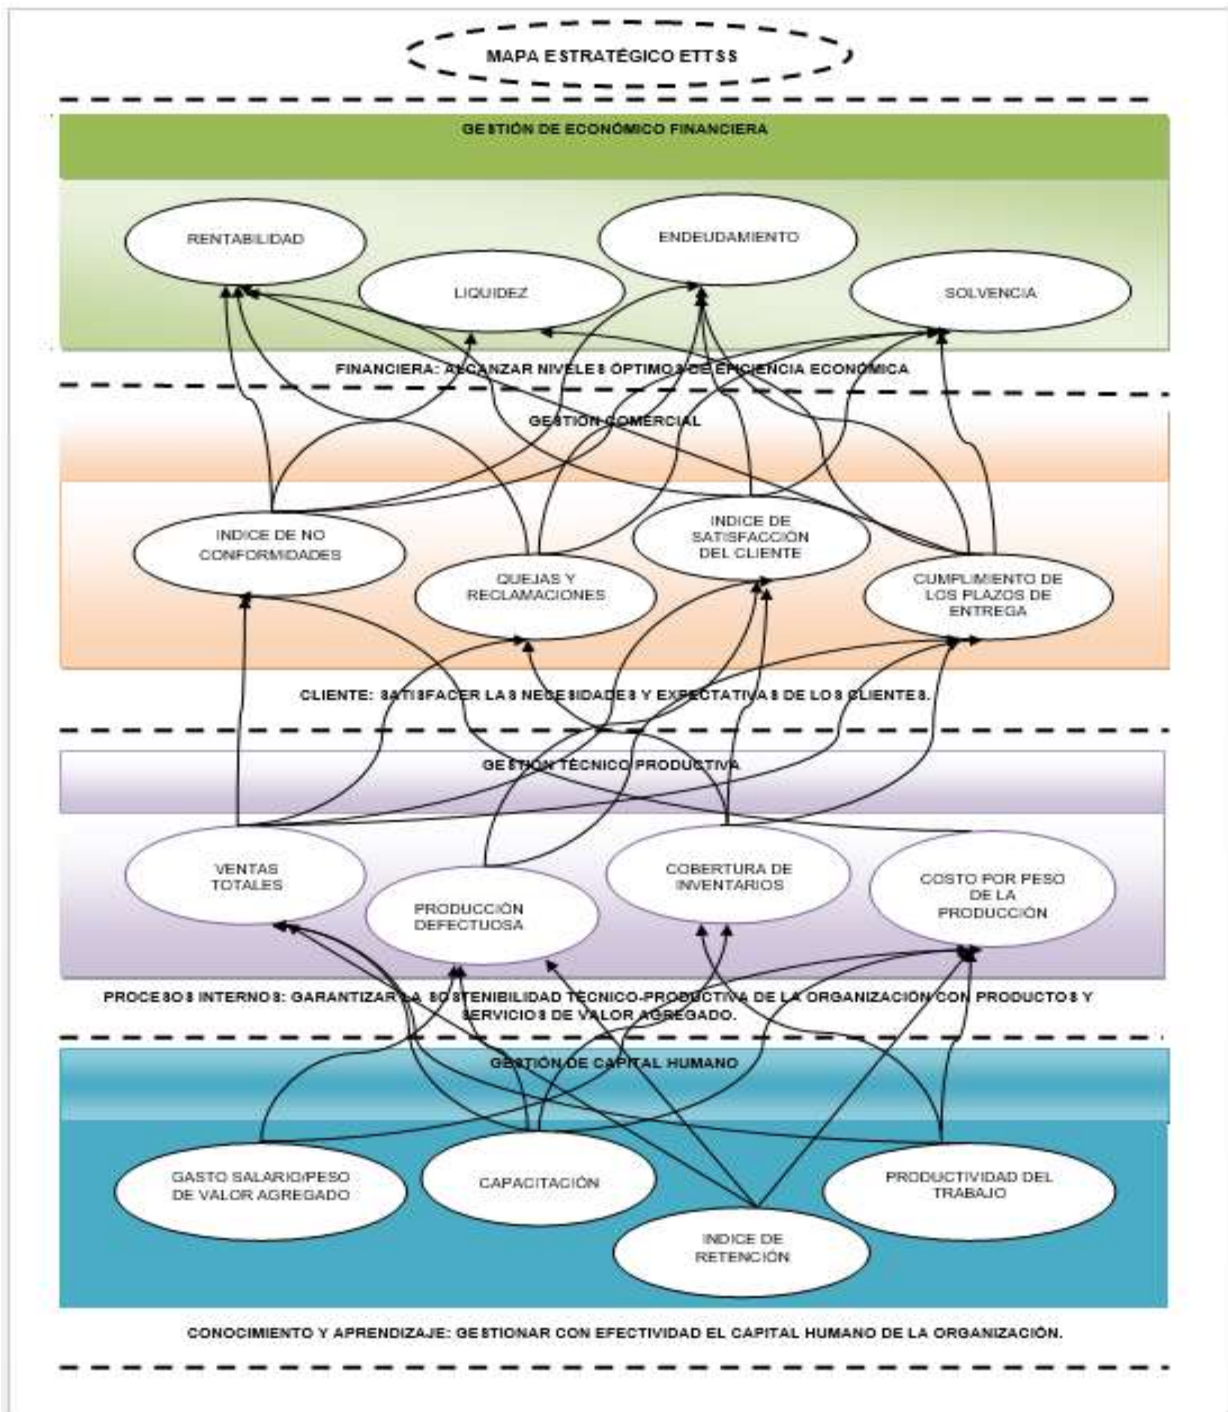 MAPA ESTRATÉGICO ETTSS
GESTIÓN DE ECONÓMICO FINANCIERA
RENTABILIDAD
ENDEUDAMIENTO
LIQUIDEZ
SOLVENCIA
FINANCIERA: ALCANZAR NIVELES ÓPTIMOS DE EFICIENCIA ECONÓMICA
GESTIÓN COMERCIAL
INDICE DE NO
CONFORMIDADES
QUEJAS Y
RECLAMACIONES
INDICE DE
SATISFACCIÓN
DEL CLIENTE
CUMPLIMIENTO DE
LOS PLAZOS DE
ENTREGA
CLIENTE: SATISFACER LAS NECESIDADES Y EXPECTATIVAS DE LOS CLIENTES.
GESTIÓN TÉCNICO PRODUCTIVA
VENTAS
TOTALES
PRODUCCIÓN
DEFECTUOSA
COBERTURA DE
INVENTARIOS
COSTO POR PESO
DE LA
PRODUCCIÓN
PROCESOS INTERNOS: GARANTIZAR LA SOSTENIBILIDAD TÉCNICO-PRODUCTIVA DE LA ORGANIZACIÓN CON PRODUCTOS Y
SERVICIOS DE VALOR AGREGADO.
GESTIÓN DE CAPITAL HUMANO
GASTO SALARIO/PESO
DE VALOR AGREGADO
CAPACITACIÓN
INDICE DE
RETENCIÓN
PRODUCTIVIDAD DEL
TRABAJO
CONOCIMIENTO Y APRENDIZAJE: GESTIONAR CON EFECTIVIDAD EL CAPITAL HUMANO DE LA ORGANIZACIÓN.